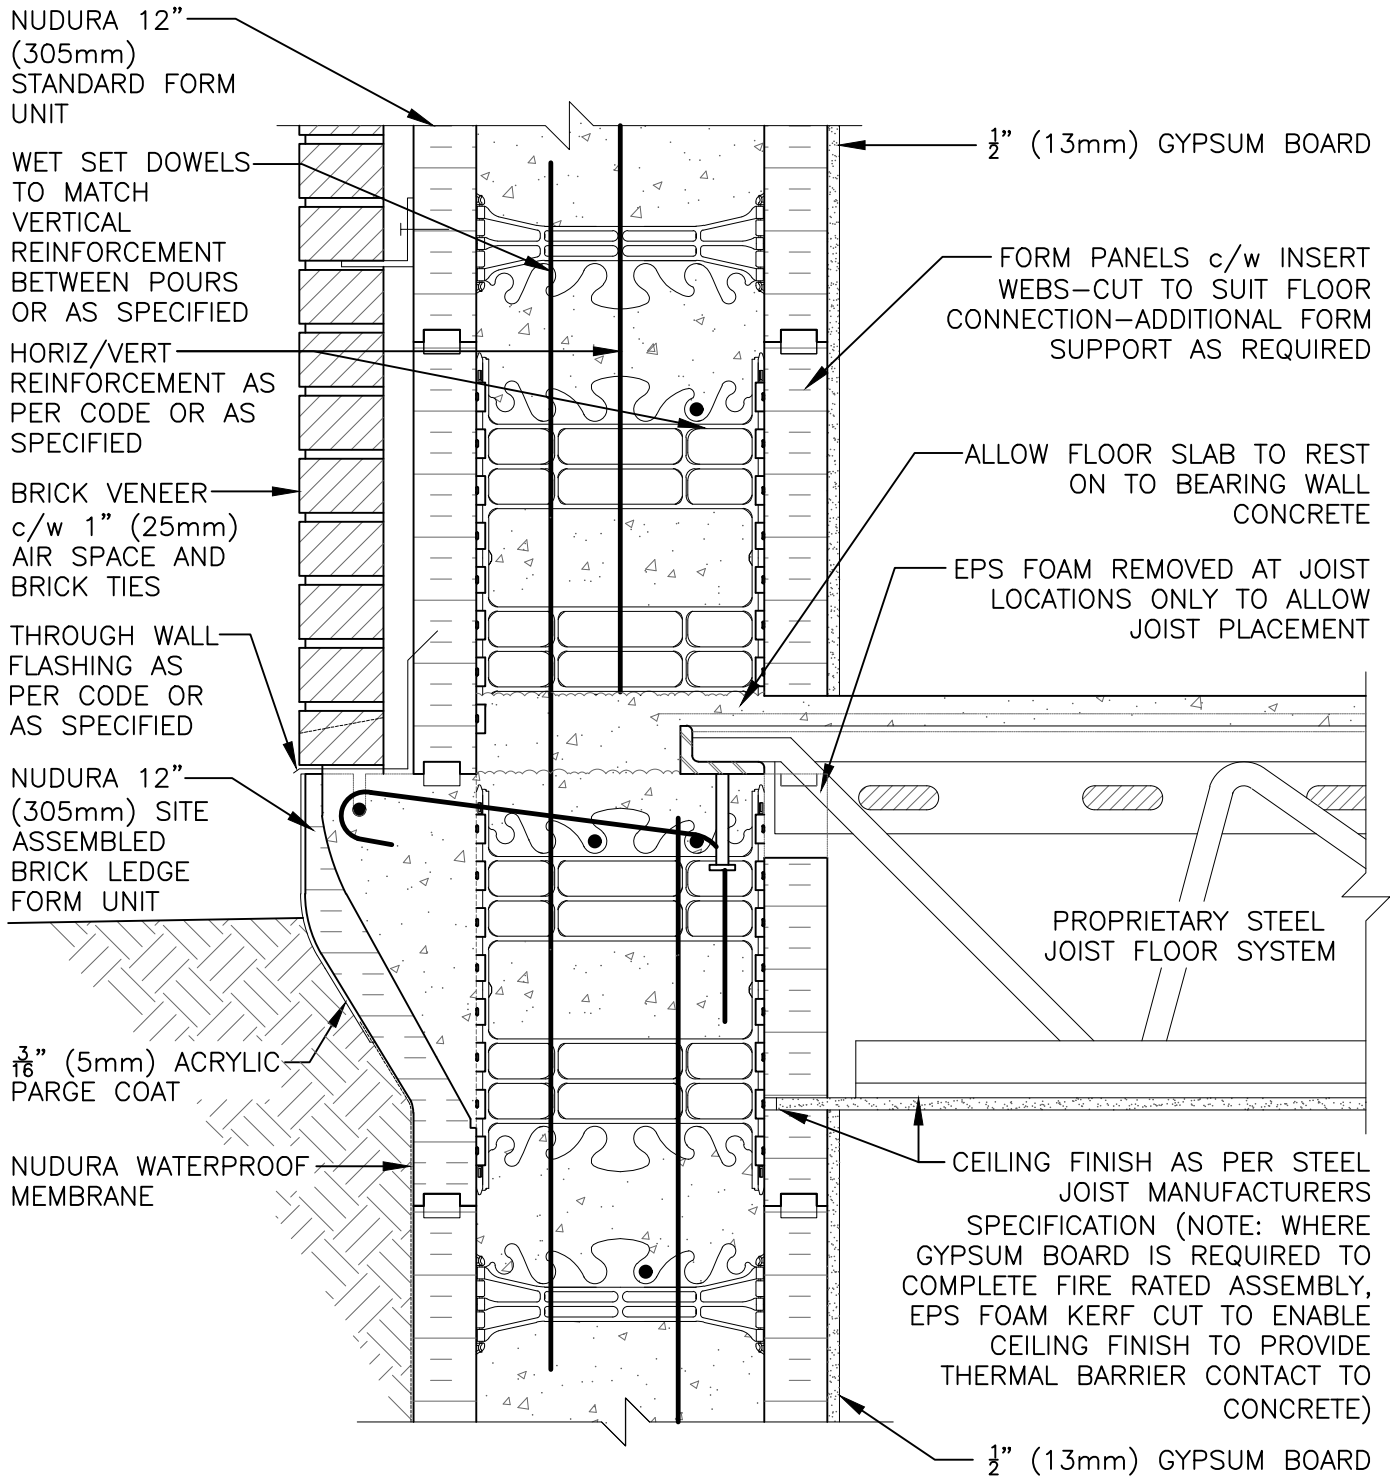 NUDURA 12"
(305mm)
STANDARD FORM
UNIT
WET SET DOWELS
TO MATCH
VERTICAL
REINFORCEMENT
BETWEEN POURS
OR AS SPECIFIED
HORIZ/VERT
REINFORCEMENT AS
PER CODE OR AS
SPECIFIED
BRICK VENEER
c/w 1" (25mm)
AIR SPACE AND
BRICK TIES
THROUGH WALL
FLASHING AS
PER CODE OR
AS SPECIFIED
NUDURA 12"
(305mm) SITE
ASSEMBLED
BRICK LEDGE
FORM UNIT
3/16" (5mm) ACRYLIC
PARGE COAT
NUDURA WATERPROOF
MEMBRANE
1/2" (13mm) GYPSUM BOARD
FORM PANELS c/w INSERT
WEBS-CUT TO SUIT FLOOR
CONNECTION-ADDITIONAL FORM
SUPPORT AS REQUIRED
ALLOW FLOOR SLAB TO REST
ON TO BEARING WALL
CONCRETE
EPS FOAM REMOVED AT JOIST
LOCATIONS ONLY TO ALLOW
JOIST PLACEMENT
PROPRIETARY STEEL
JOIST FLOOR SYSTEM
CEILING FINISH AS PER STEEL
JOIST MANUFACTURERS
SPECIFICATION (NOTE: WHERE
GYPSUM BOARD IS REQUIRED TO
COMPLETE FIRE RATED ASSEMBLY,
EPS FOAM KERF CUT TO ENABLE
CEILING FINISH TO PROVIDE
THERMAL BARRIER CONTACT TO
CONCRETE)
1/2" (13mm) GYPSUM BOARD